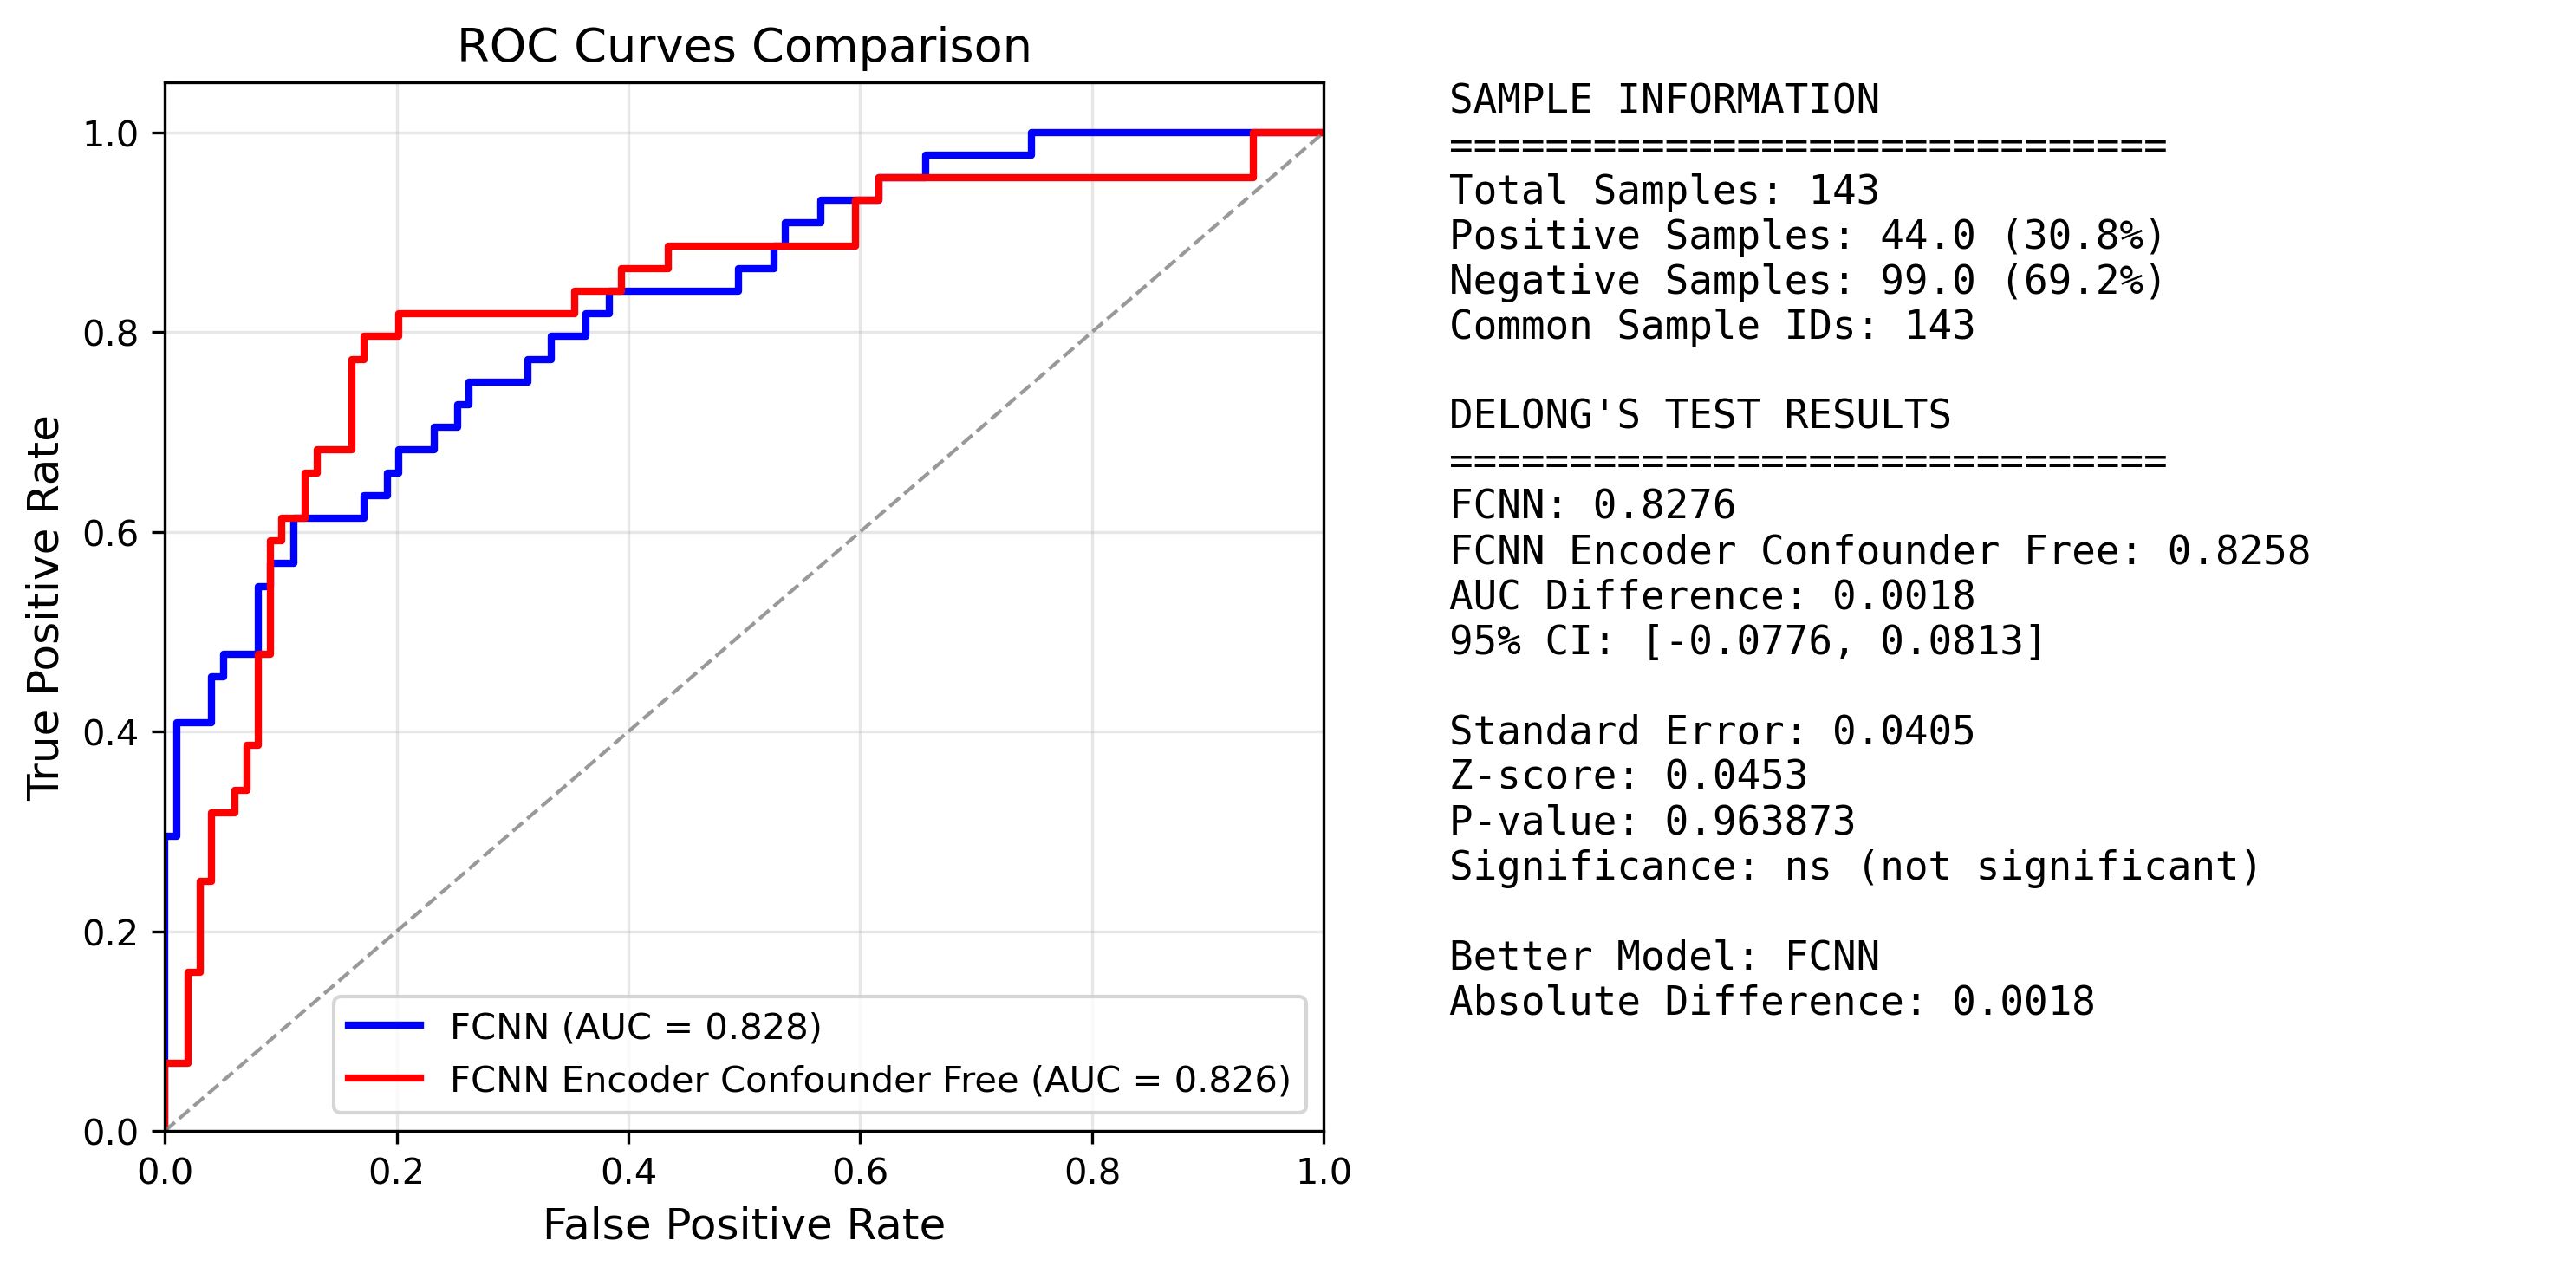 ROC Curves Comparison
True Positive Rate
1.0
0.8
0.6
0.4
0.2
0.0
0.0 0.2 0.4 0.6 0.8 1.0
False Positive Rate
FCNN (AUC = 0.828)
FCNN Encoder Confounder Free (AUC = 0.826)
SAMPLE INFORMATION
==============================
Total Samples: 143
Positive Samples: 44.0 (30.8%)
Negative Samples: 99.0 (69.2%)
Common Sample IDs: 143
DELONG'S TEST RESULTS
==============================
FCNN: 0.8276
FCNN Encoder Confounder Free: 0.8258
AUC Difference: 0.0018
95% CI: [-0.0776, 0.0813]
Standard Error: 0.0405
Z-score: 0.0453
P-value: 0.963873
Significance: ns (not significant)
Better Model: FCNN
Absolute Difference: 0.0018